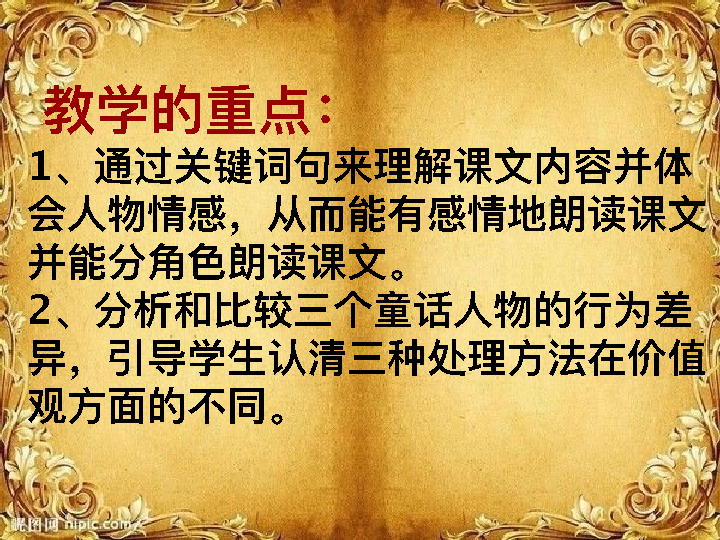 教学的重点：
1、通过关键词句来理解课文内容并体
会人物情感，从而能有感情地朗读课文
并能分角色朗读课文。
2、分析和比较三个童话人物的行为差
异，引导学生认清三种处理方法在价值
观方面的不同。
昵图网 nipic.com